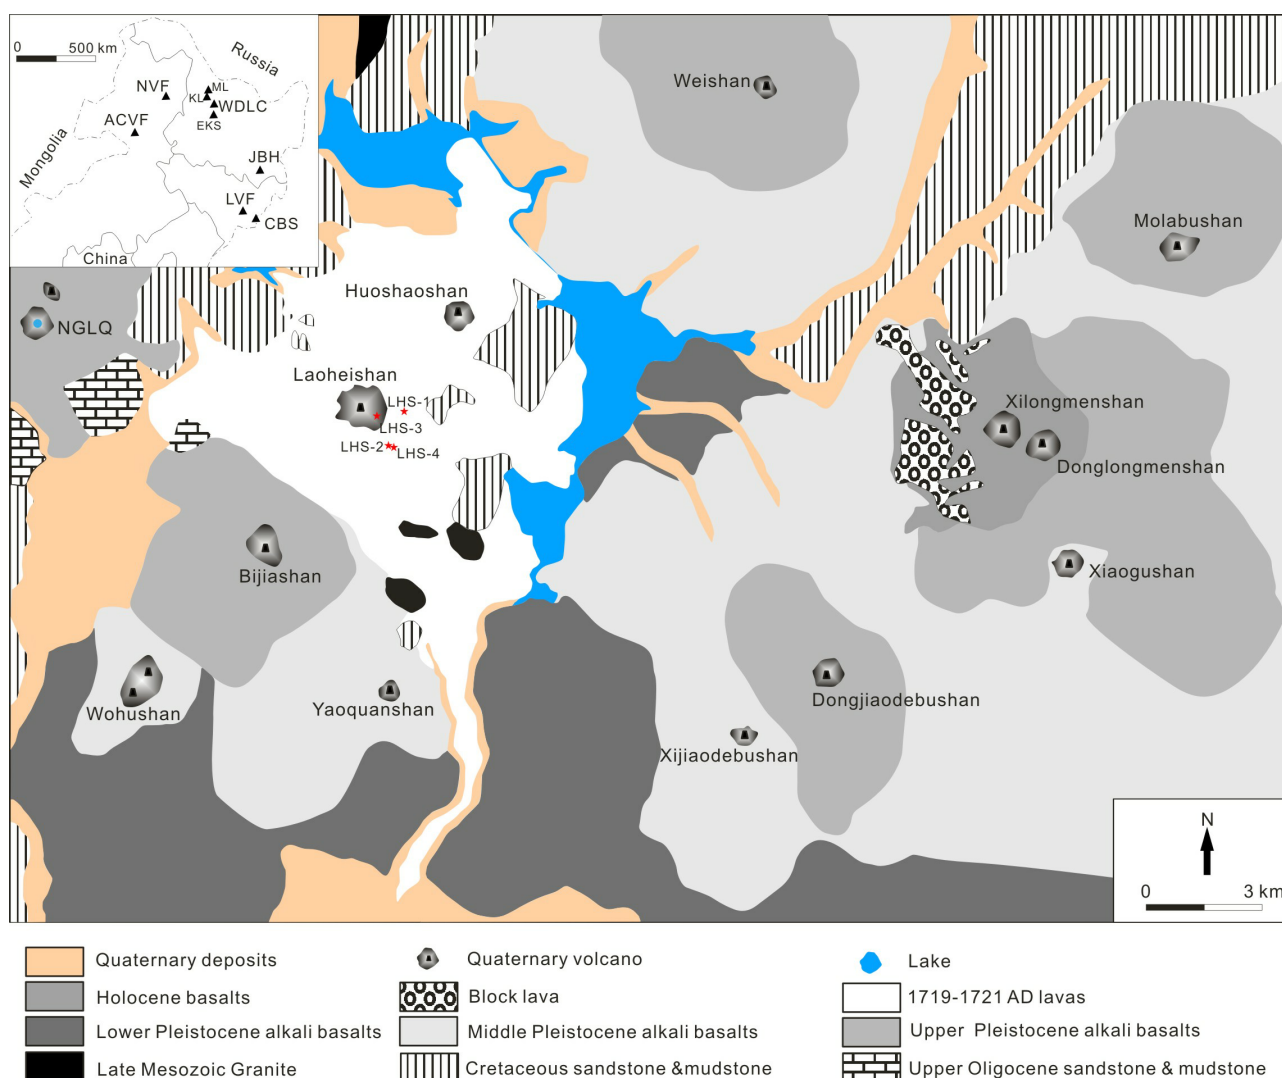 0 500 km
Russia
Mongolia
NVF
ML
KL
WDLC
EKS
ACVF
JBH
LVF
CBS
China
Weishan
Molabushan
Huoshaoshan
NGLQ
Laoheishan
LHS-1
LHS-3
LHS-2
LHS-4
Xilongmenshan
Donglongmenshan
Bijiashan
Xiaogushan
Wohushan
Yaoquanshan
Dongjiaodebushan
Xijiaodebushan
N
0 3 km
Quaternary deposits
Quaternary volcano
Lake
Holocene basalts
Block lava
1719-1721 AD lavas
Lower Pleistocene alkali basalts
Middle Pleistocene alkali basalts
Upper Pleistocene alkali basalts
Late Mesozoic Granite
Cretaceous sandstone &mudstone
Upper Oligocene sandstone & mudstone